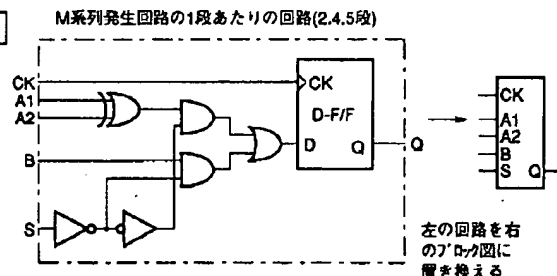 M系列発生回路の1段あたりの回路(2.4.5段)
CK
A1
A2
B
S
CK
D-F/F
D
Q
Q
CK
A1
A2
B
S
Q
左の回路を右
のブロック図に
置き換える